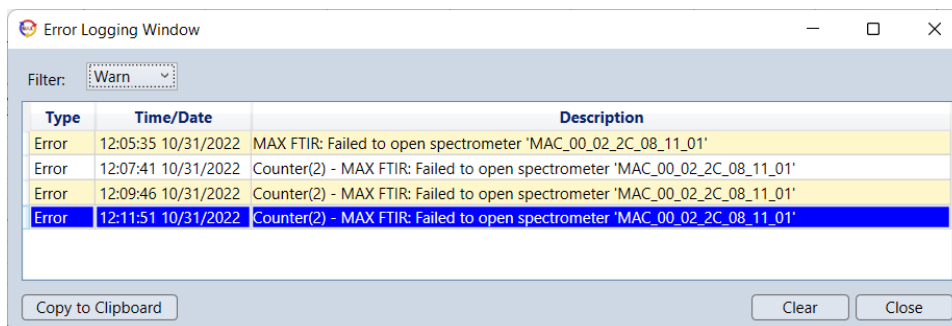 Error Logging Window
Filter: Warn
Type Time/Date Description
Error 12:05:35 10/31/2022 MAX FTIR: Failed to open spectrometer 'MAC_00_02_2C_08_11_01'
Error 12:07:41 10/31/2022 Counter(2) - MAX FTIR: Failed to open spectrometer 'MAC_00_02_2C_08_11_01'
Error 12:09:46 10/31/2022 Counter(2) - MAX FTIR: Failed to open spectrometer 'MAC_00_02_2C_08_11_01'
Error 12:11:51 10/31/2022 Counter(2) - MAX FTIR: Failed to open spectrometer 'MAC_00_02_2C_08_11_01'
Copy to Clipboard Clear Close